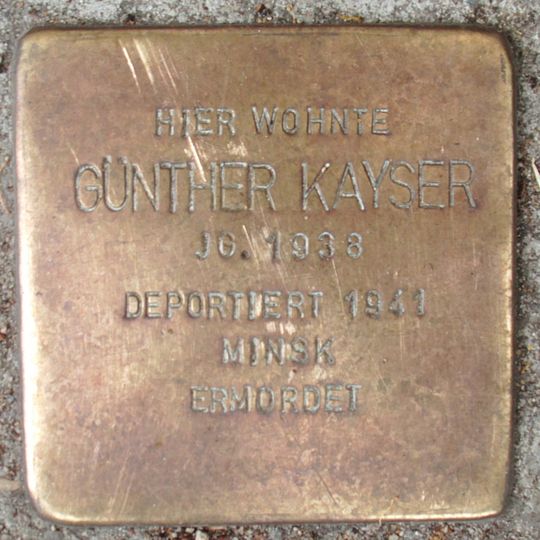 HIER WOHNTE
GÜNTHER KAYSER
JG. 1938
DEPORTIERT 1941
MINSK
ERMORDET